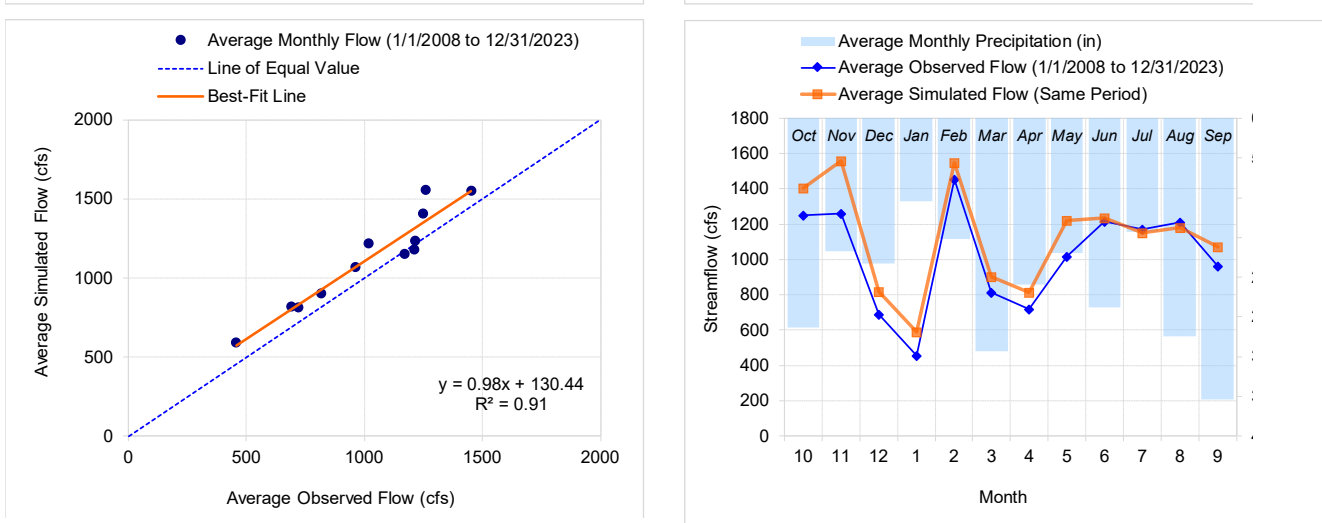 Average Monthly Flow (1/1/2008 to 12/31/2023)
Line of Equal Value
Best-Fit Line
2000
1500
1000
500
0
Average Simulated Flow (cfs)
y = 0.98x + 130.44
R² = 0.91
0 500 1000 1500 2000
Average Observed Flow (cfs)
Average Monthly Precipitation (in)
Average Observed Flow (1/1/2008 to 12/31/2023)
Average Simulated Flow (Same Period)
1800
1600
1400
1200
1000
800
600
400
200
0
Streamflow (cfs)
Oct Nov Dec Jan Feb Mar Apr May Jun Jul Aug Sep
10 11 12 1 2 3 4 5 6 7 8 9
Month